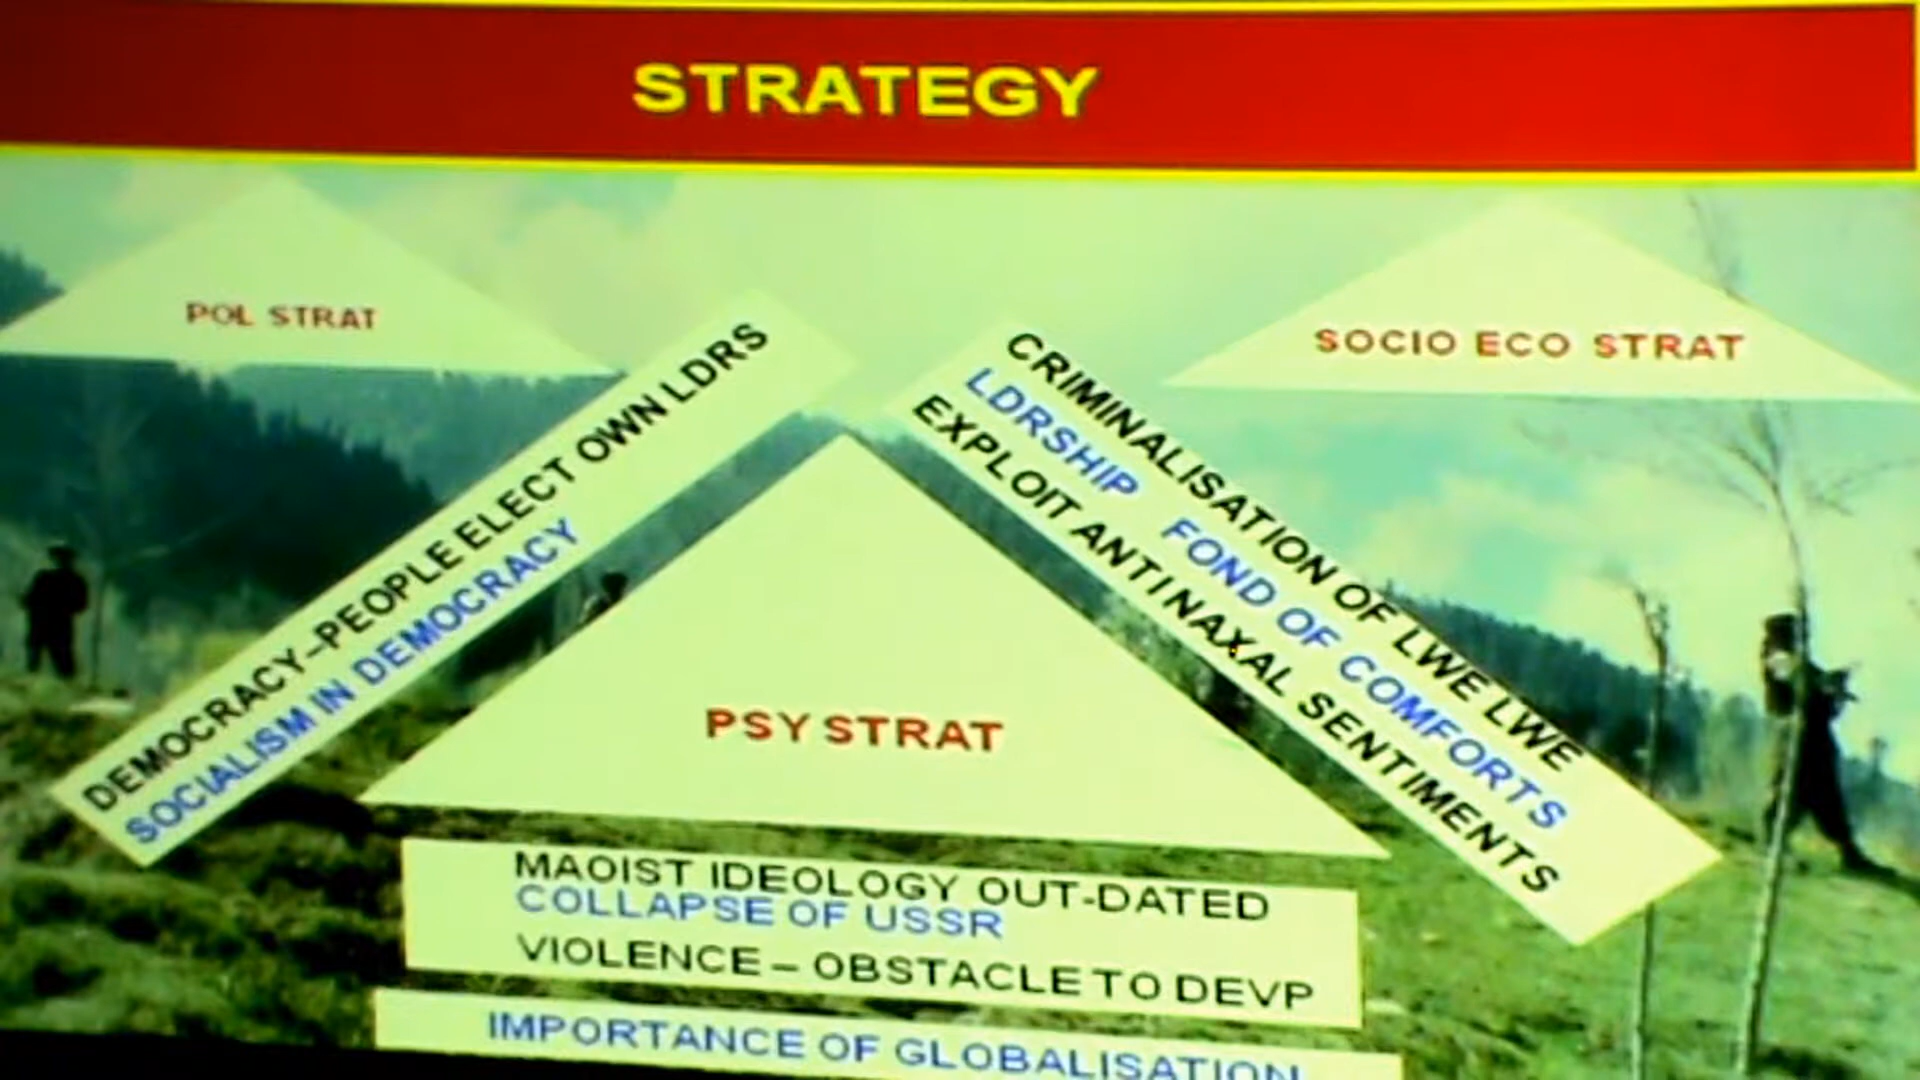 STRATEGY
POL STRAT
SOCIO ECO STRAT
DEMOCRACY–PEOPLE ELECT OWN LDRS
SOCIALISM IN DEMOCRACY
CRIMINALISATION OF LWE LWE
LDRSHIP FOND OF COMFORTS
EXPLOIT ANTI NAXAL SENTIMENTS
PSY STRAT
MAOIST IDEOLOGY OUT-DATED
COLLAPSE OF USSR
VIOLENCE – OBSTACLE TO DEVP
IMPORTANCE OF GLOBALISATION